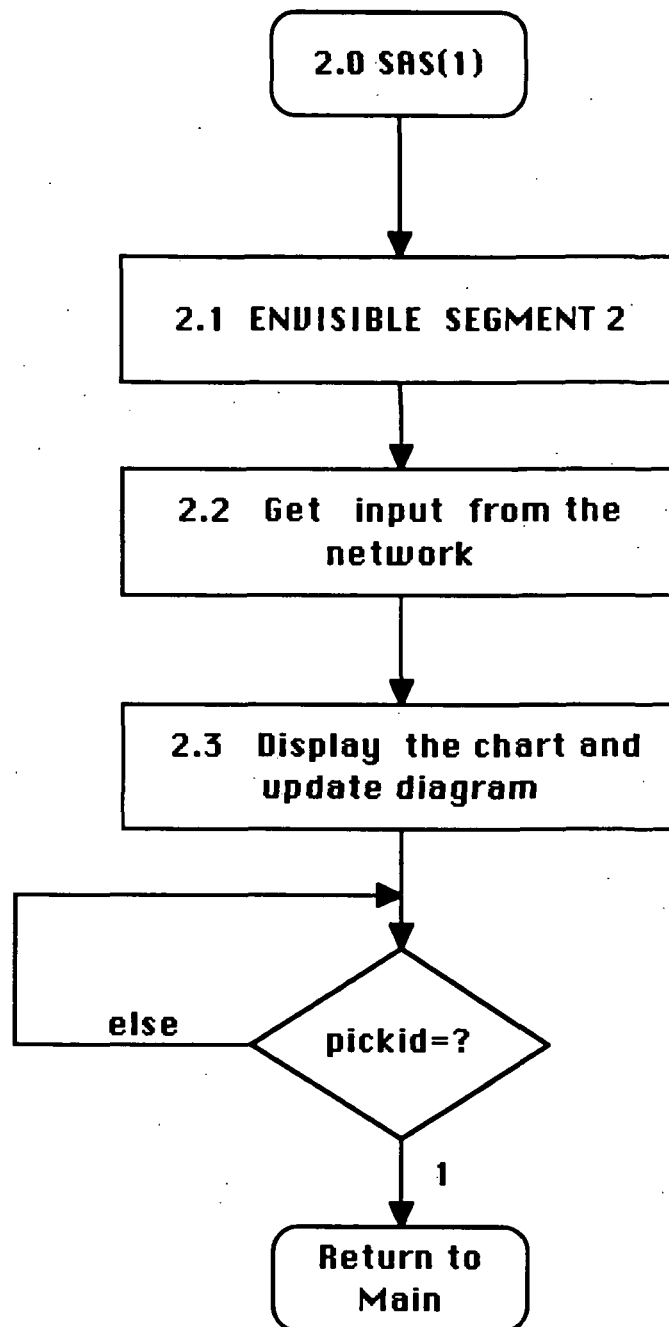 2.0 SAS(1)
2.1 ENVISIBLE SEGMENT 2
2.2 Get input from the
network
2.3 Display the chart and
update diagram
else
pickid=?
1
Return to
Main